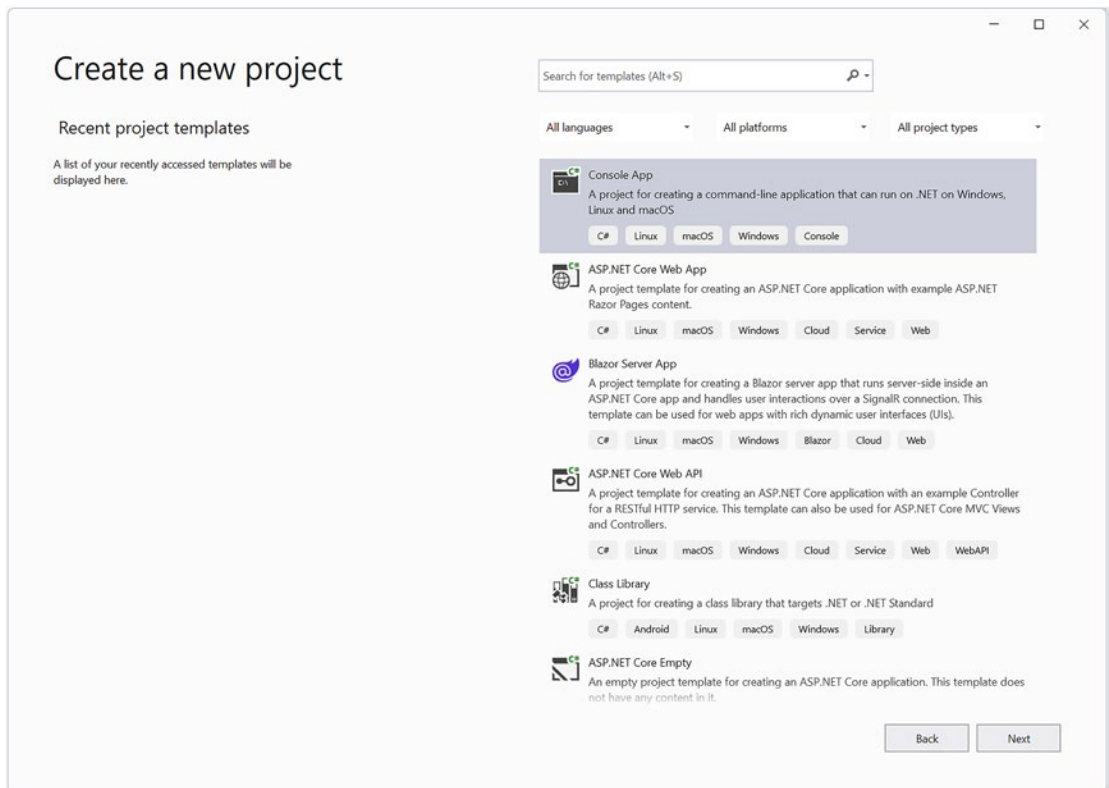 Create a new project
Recent project templates
A list of your recently accessed templates will be
displayed here.
Search for templates (Alt+S)
All languages All platforms All project types
Console App
A project for creating a command-line application that can run on .NET on Windows,
Linux and macOS
C# Linux macOS Windows Console
ASP.NET Core Web App
A project template for creating an ASP.NET Core application with example ASP.NET
Razor Pages content.
C# Linux macOS Windows Cloud Service Web
Blazor Server App
A project template for creating a Blazor server app that runs server-side inside an
ASP.NET Core app and handles user interactions over a SignalR connection. This
template can be used for web apps with rich dynamic user interfaces (UIs).
C# Linux macOS Windows Blazor Cloud Web
ASP.NET Core Web API
A project template for creating an ASP.NET Core application with an example Controller
for a RESTful HTTP service. This template can also be used for ASP.NET Core MVC Views
and Controllers.
C# Linux macOS Windows Cloud Service Web WebAPI
Class Library
A project for creating a class library that targets .NET or .NET Standard
C# Android Linux macOS Windows Library
ASP.NET Core Empty
An empty project template for creating an ASP.NET Core application. This template does
not have any content in it.
Back Next